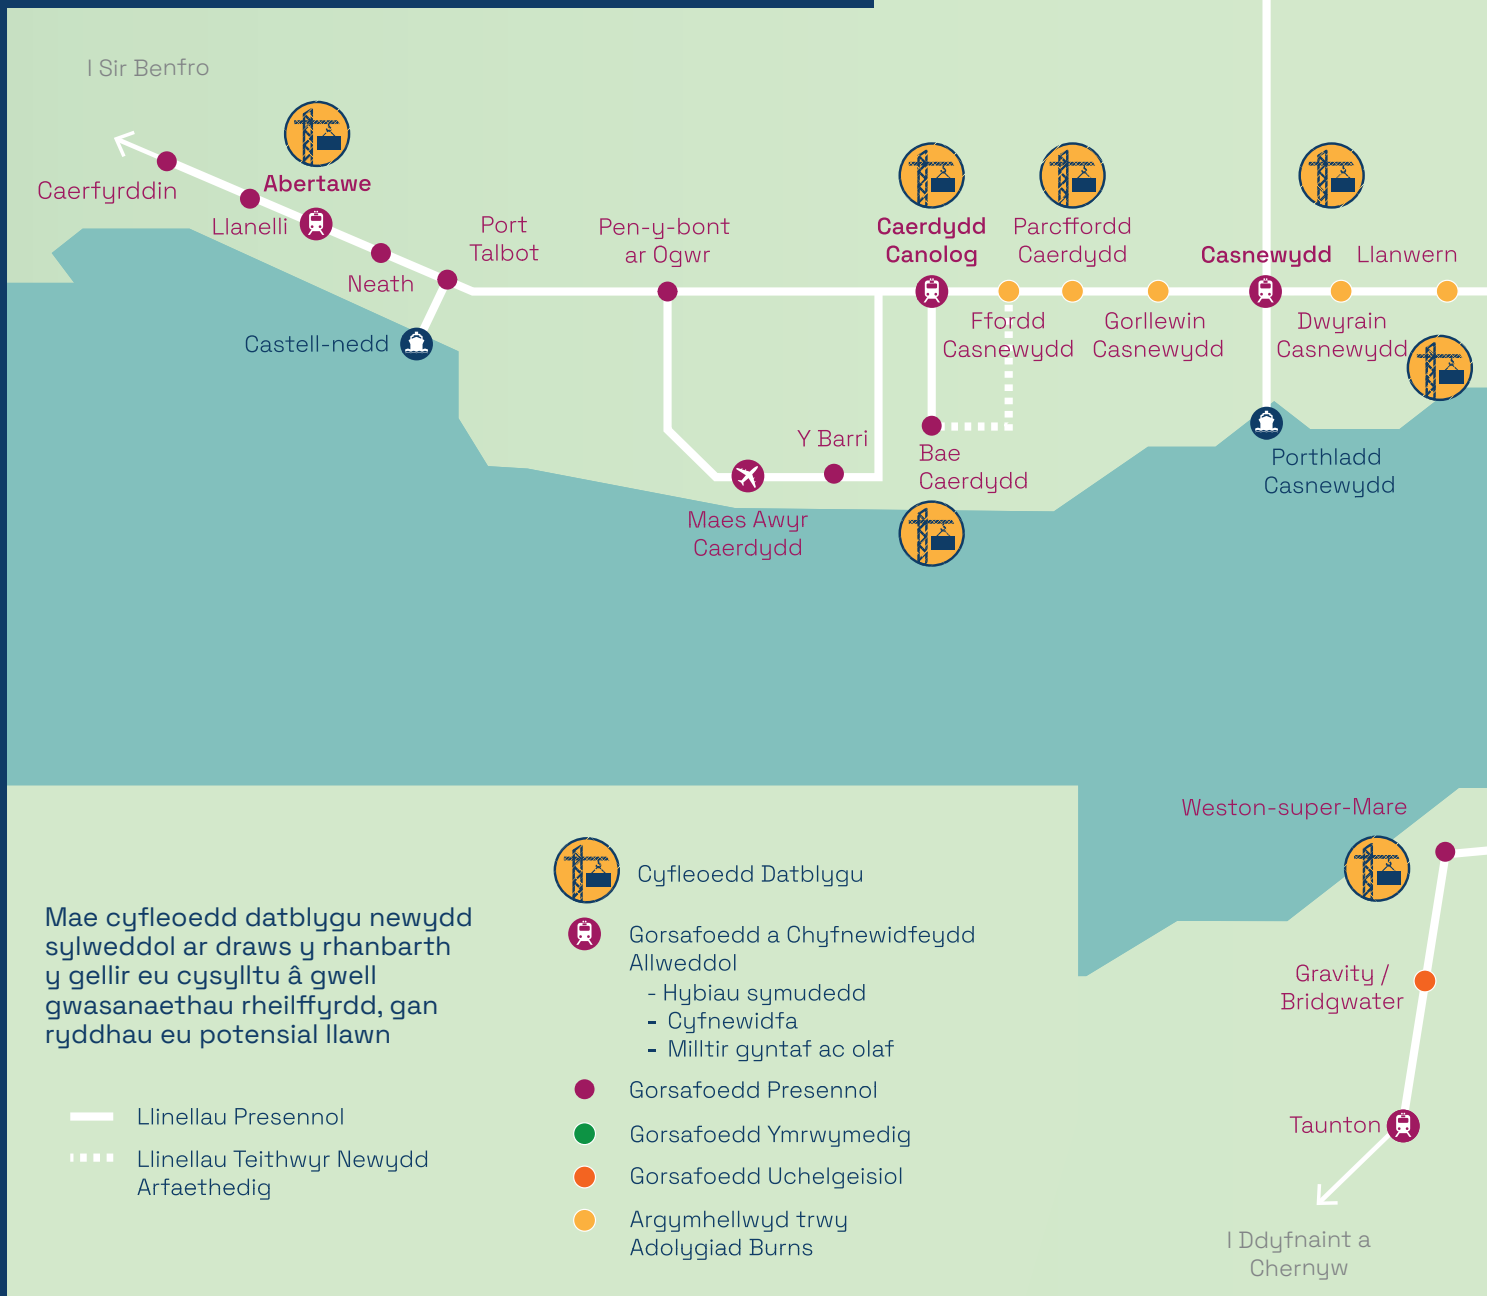 I Sir Benfro
Abertawe
Caerfyrddin
Llanelli
Port
Talbot
Neath
Castell-nedd
Pen-y-bont
ar Ogwr
Caerdydd
Canolog
Parcffordd
Caerdydd
Casnewydd
Llanwern
Ffordd
Casnewydd
Gorllewin
Casnewydd
Dwyrain
Casnewydd
Y Barri
Bae
Caerdydd
Porthladd
Casnewydd
Maes Awyr
Caerdydd
Weston-super-Mare
Gravity /
Bridgwater
Taunton
I Ddyfnaint a
Chernyw
Mae cyfleoedd datblygu newydd
sylweddol ar draws y rhanbarth
y gellir eu cysylltu â gwell
gwasanaethau rheilffyrdd, gan
ryddhau eu potensial llawn
Llinellau Presennol
Llinellau Teithwyr Newydd
Arfaethedig
Cyfleoedd Datblygu
Gorsafoedd a Chyfnewidfeydd
Allweddol
- Hybiau symudedd
- Cyfnewidfa
- Milltir gyntaf ac olaf
Gorsafoedd Presennol
Gorsafoedd Ymrwymedig
Gorsafoedd Uchelgeisiol
Argymhellwyd trwy
Adolygiad Burns